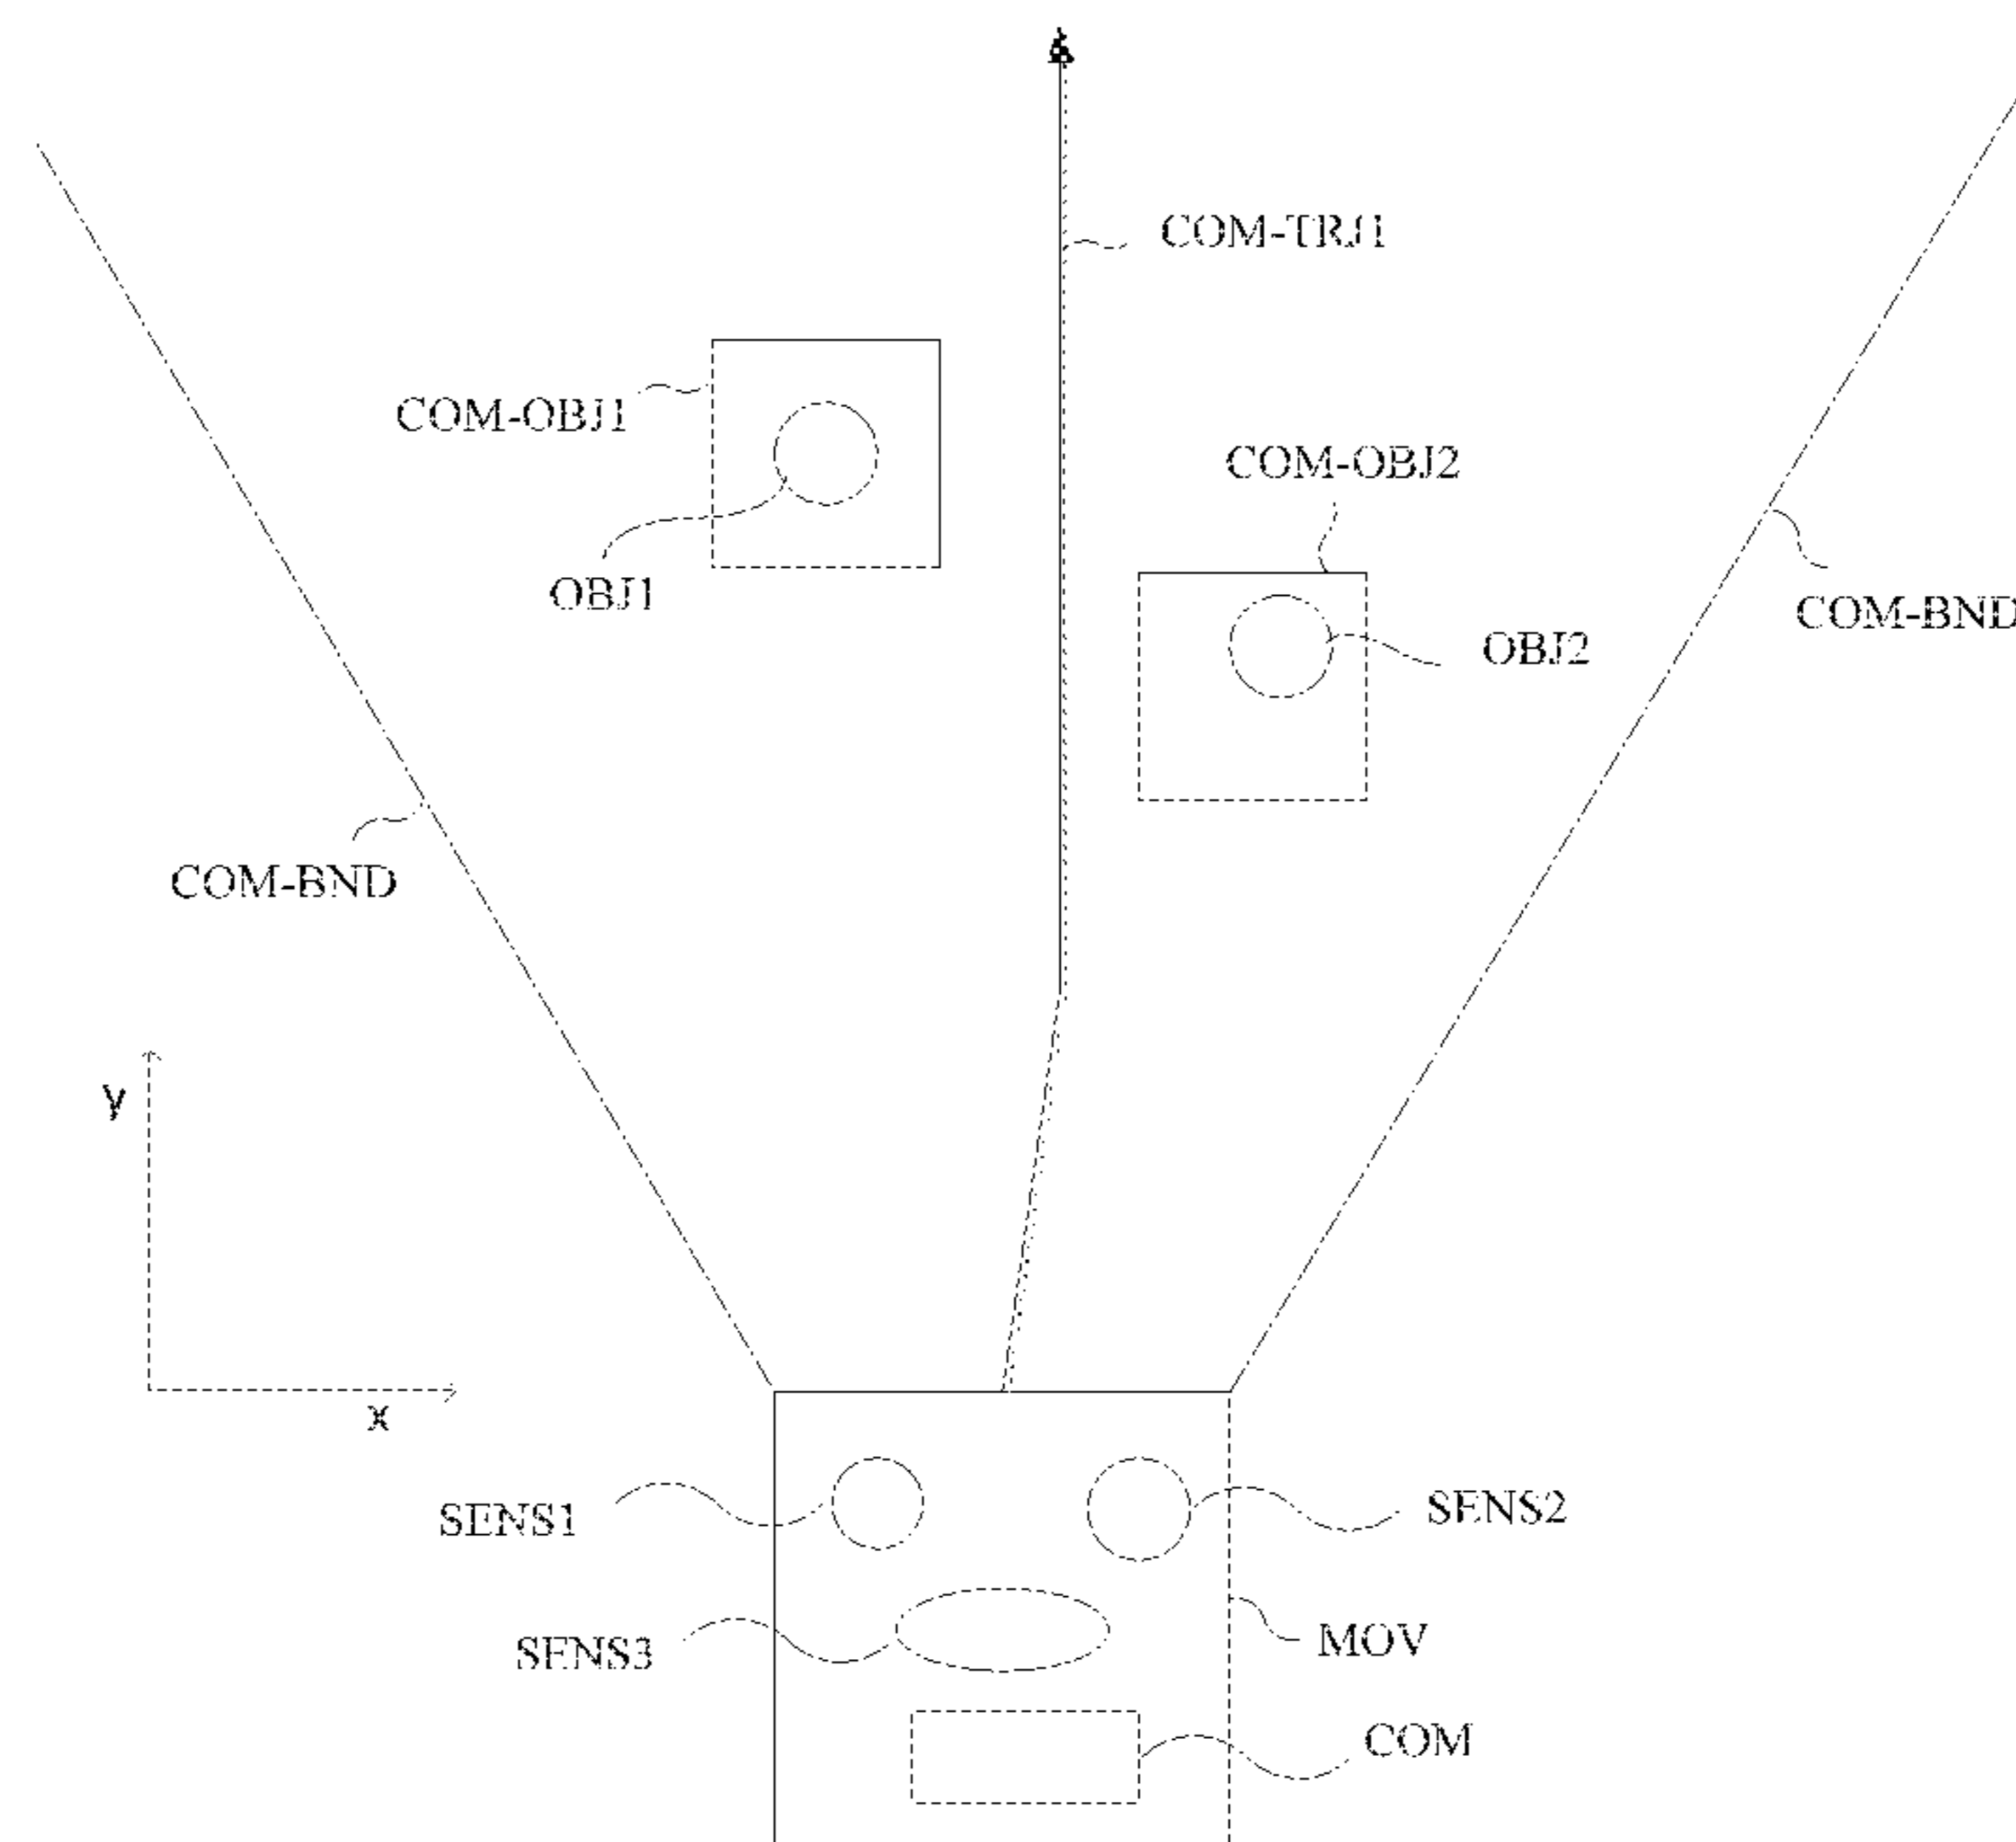 COM-TRJ1
COM-OBJ1
COM-OBJ2
OBJ1
COM-BND
OBJ2
COM-BND
y
x
SENS1
SENS2
SENS3
MOV
COM